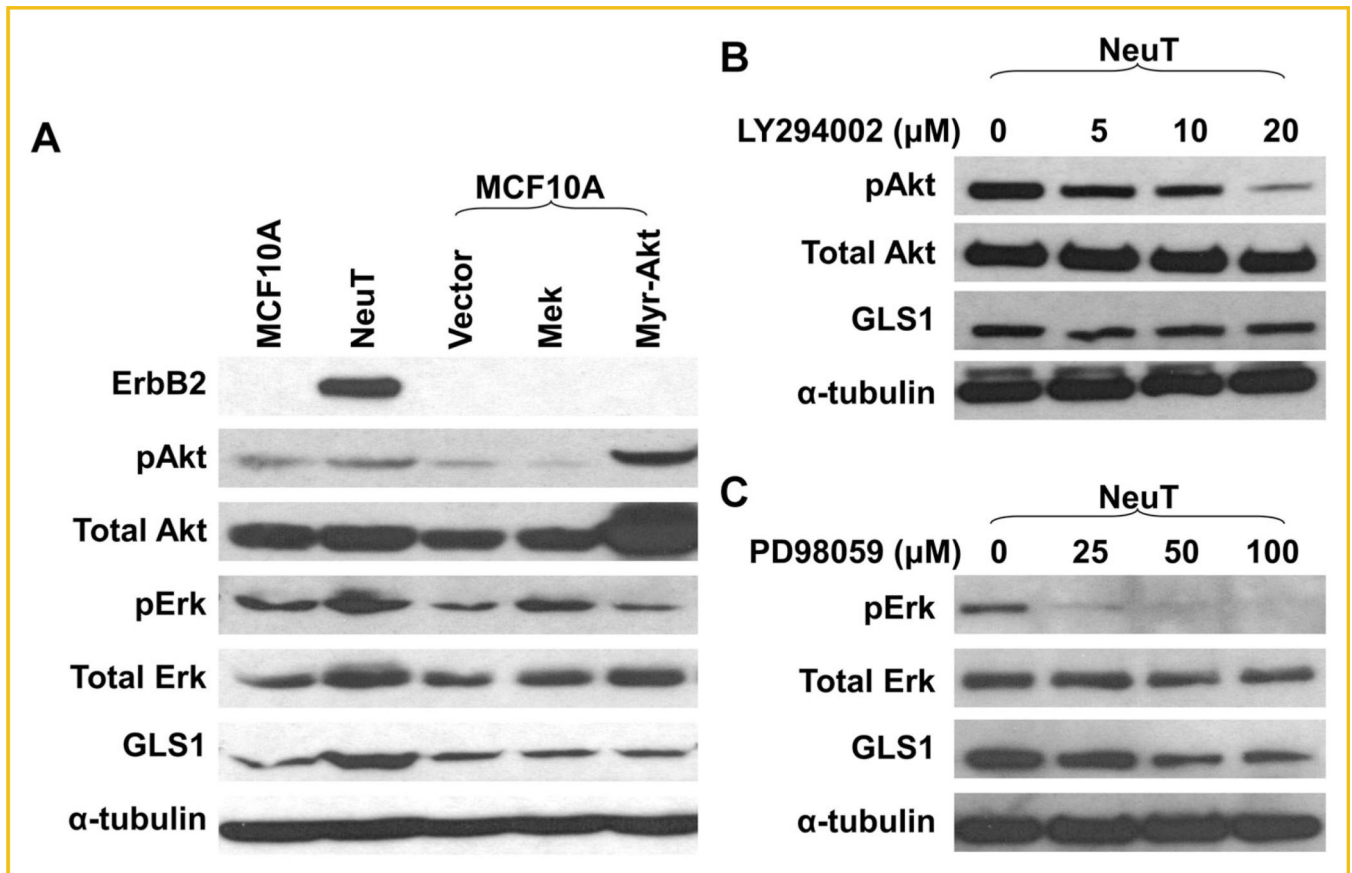 A
MCF10A
MCF10A
NeuT
Vector
Mek
Myr-Akt
ErbB2
pAkt
Total Akt
pErk
Total Erk
GLS1
α-tubulin
B
NeuT
LY294002 (μM) 0 5 10 20
pAkt
Total Akt
GLS1
α-tubulin
C
NeuT
PD98059 (μM) 0 25 50 100
pErk
Total Erk
GLS1
α-tubulin